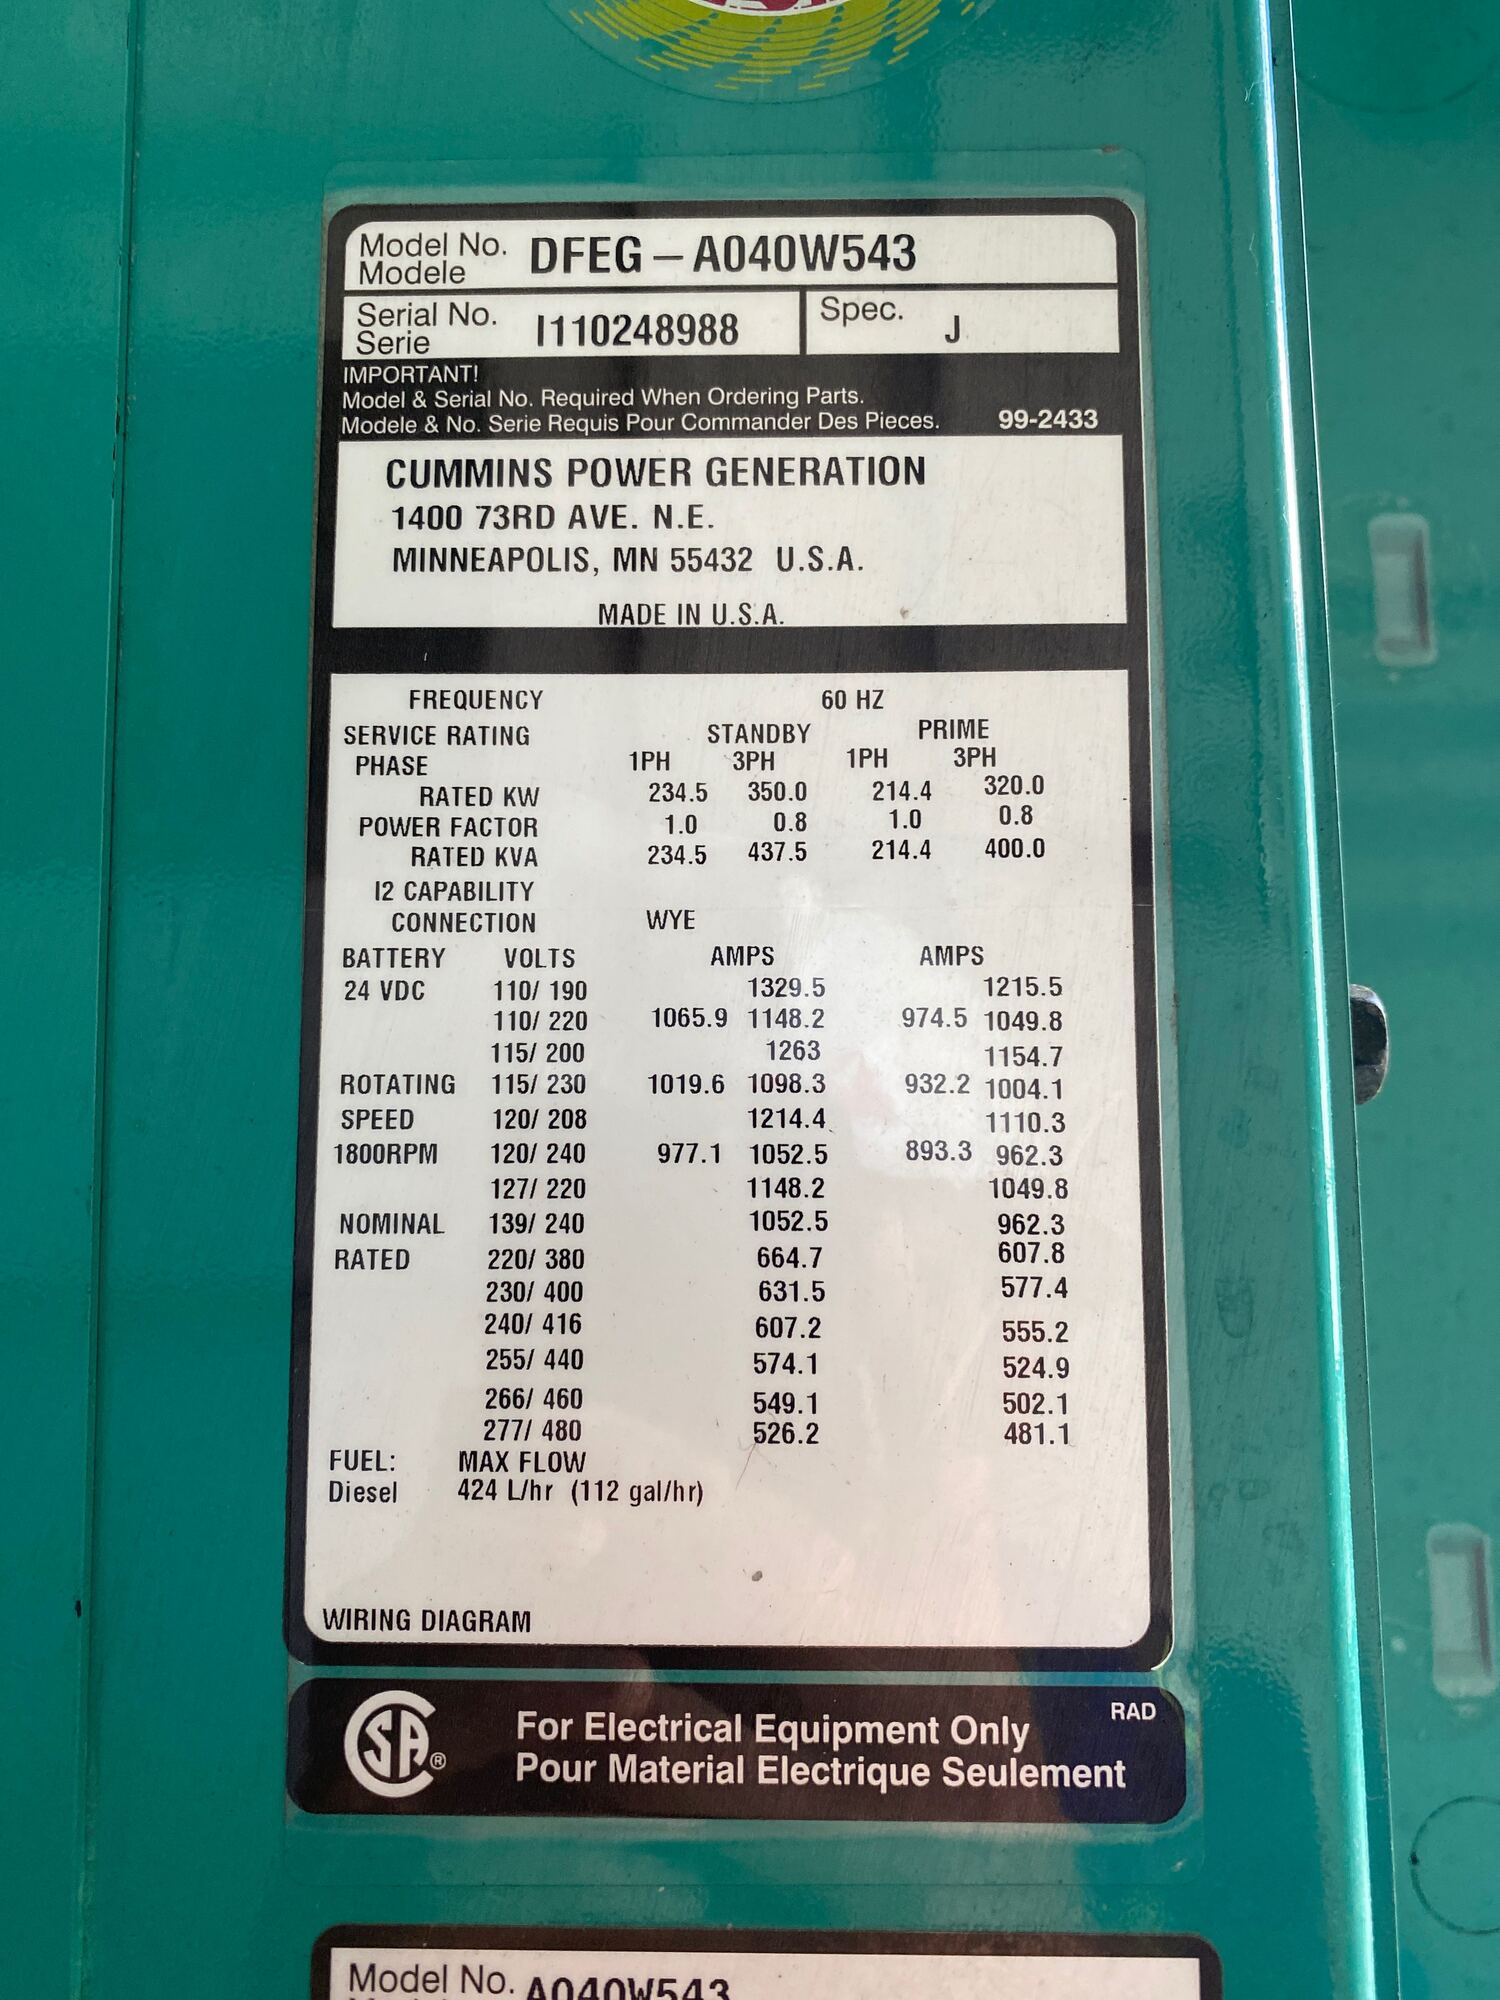 Model No. DFEG – A040W543
Modele
Serial No. I110248988 Spec. J
Serie
IMPORTANT!
Model & Serial No. Required When Ordering Parts.
Modele & No. Serie Requis Pour Commander Des Pieces. 99-2433
CUMMINS POWER GENERATION
1400 73RD AVE. N.E.
MINNEAPOLIS, MN 55432 U.S.A.
MADE IN U.S.A.
FREQUENCY 60 HZ
SERVICE RATING STANDBY PRIME
PHASE 1PH 3PH 1PH 3PH
RATED KW 234.5 350.0 214.4 320.0
POWER FACTOR 1.0 0.8 1.0 0.8
RATED KVA 234.5 437.5 214.4 400.0
I2 CAPABILITY
CONNECTION WYE
BATTERY VOLTS AMPS AMPS
24 VDC 110/ 190 1329.5 1215.5
110/ 220 1065.9 1148.2 974.5 1049.8
115/ 200 1263 1154.7
ROTATING 115/ 230 1019.6 1098.3 932.2 1004.1
SPEED 120/ 208 1214.4 1110.3
1800RPM 120/ 240 977.1 1052.5 893.3 962.3
127/ 220 1148.2 1049.8
NOMINAL 139/ 240 1052.5 962.3
RATED 220/ 380 664.7 607.8
230/ 400 631.5 577.4
240/ 416 607.2 555.2
255/ 440 574.1 524.9
266/ 460 549.1 502.1
277/ 480 526.2 481.1
FUEL: MAX FLOW
Diesel 424 L/hr (112 gal/hr)
WIRING DIAGRAM
SA® For Electrical Equipment Only RAD
Pour Material Electrique Seulement
Model No. A040W543